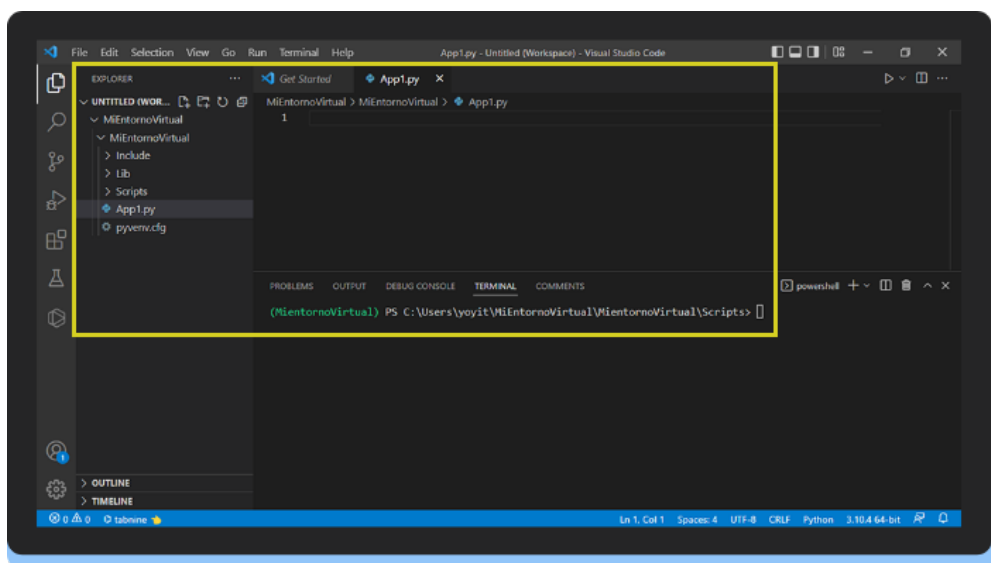 File Edit Selection View Go Run Terminal Help App1.py - Untitled (Workspace) - Visual Studio Code
EXPLORER
Get Started App1.py
UNTITLED (WOR...
MiEntornoVirtual > MiEntornoVirtual > App1.py
MiEntornoVirtual
1
MiEntornoVirtual
Include
Lib
Scripts
App1.py
pyvenv.cfg
PROBLEMS OUTPUT DEBUG CONSOLE TERMINAL COMMENTS
powershell
(MientornoVirtual) PS C:\Users\yoyit\MiEntornoVirtual\MientornoVirtual\Scripts>
1
OUTLINE
TIMELINE
0 0 tabnine Ln 1, Col 1 Spaces: 4 UTF-8 CRLF Python 3.10.4 64-bit